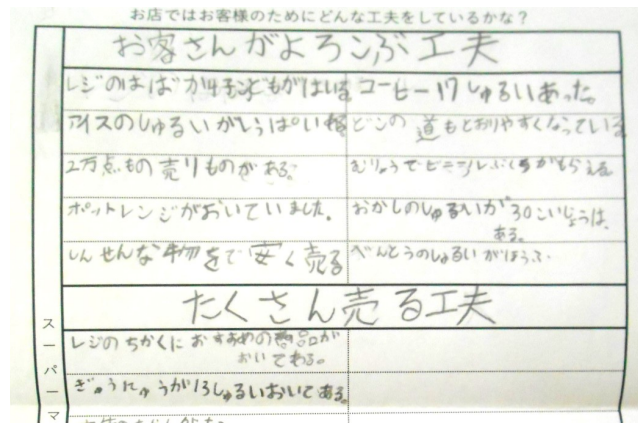 お店ではお客様のためにどんな工夫をしているかな？
お客さんがよろこぶ工夫
レジのはばが子どもがはいる
コーヒー17しゅるいあった。
アイスのしゅるいがいっぱい
どこの道もとおりやすくなっている
2万点もの売りものがある。
むりょうでビニールぶくろがもらえる
ポットレンジがおいていました。
おかしのしゅるいが30こいじょうは、
ある。
しんせんな物をで安く売る
べんとうのしゅるいがほうふ
たくさん売る工夫
レジのちかくにおすすめの商品が
おいてある。
ぎゅうにゅうが13しゅるいおいてある。
スーパーマ